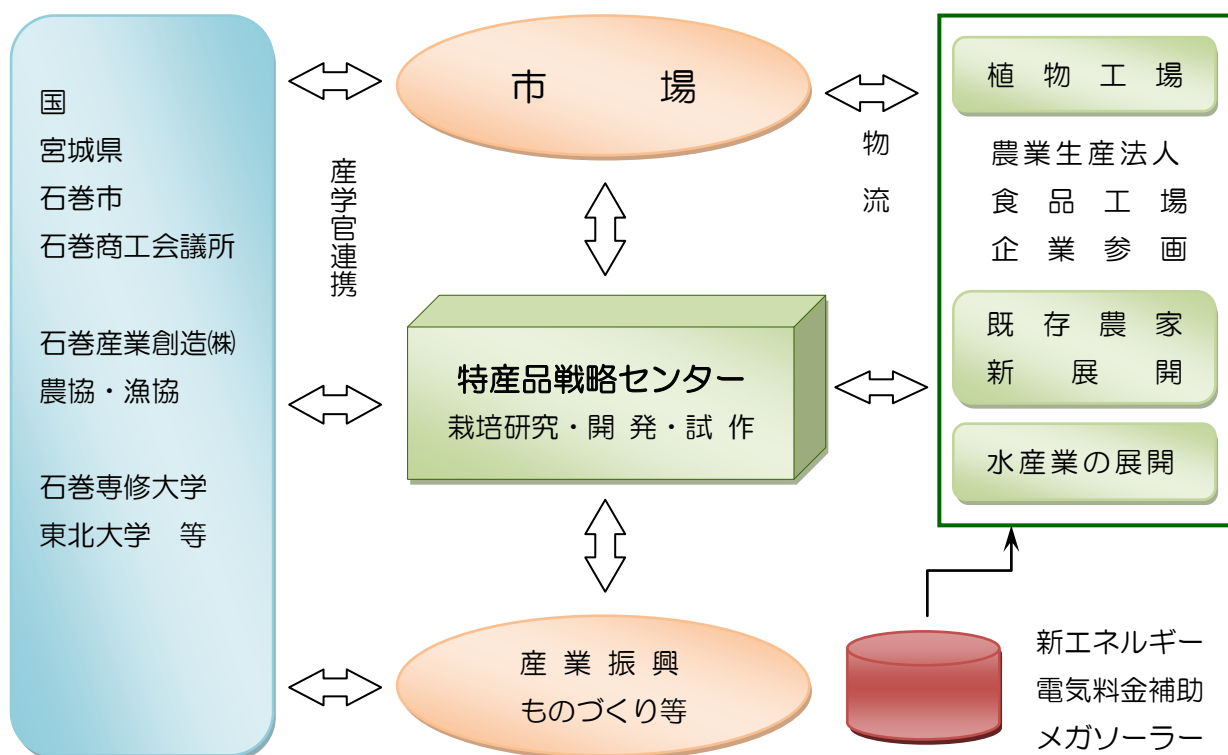 国
宮城県
石巻市
石巻商工会議所
石巻産業創造㈱
農協・漁協
石巻専修大学
東北大学　等
産学官連携
市　　場
特産品戦略センター
栽培研究・開 発・試 作
産 業 振 興
ものづくり等
物流
植 物 工 場
農業生産法人
食 品 工 場
企 業 参 画
既 存 農 家
新 展 開
水産業の展開
新エネルギー
電気料金補助
メガソーラー